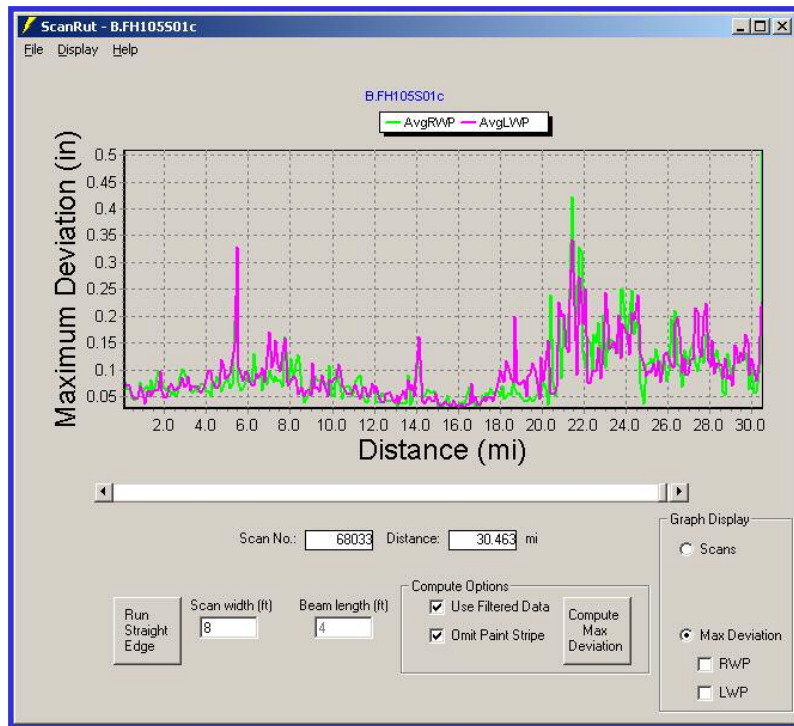 ScanRut - B.FH105S01c
File Display Help
B.FH105S01c
AvgRWP AvgLWP
Maximum Deviation (in)
0.5
0.45
0.4
0.35
0.3
0.25
0.2
0.15
0.1
0.05
2.0 4.0 6.0 8.0 10.0 12.0 14.0 16.0 18.0 20.0 22.0 24.0 26.0 28.0 30.0
Distance (mi)
Scan No.: 68033 Distance: 30.463 mi
Run
Straight
Edge
Scan width (ft)
8
Beam length (ft)
4
Compute Options
Use Filtered Data
Omit Paint Stripe
Compute
Max
Deviation
Graph Display
Scans
Max Deviation
RWP
LWP